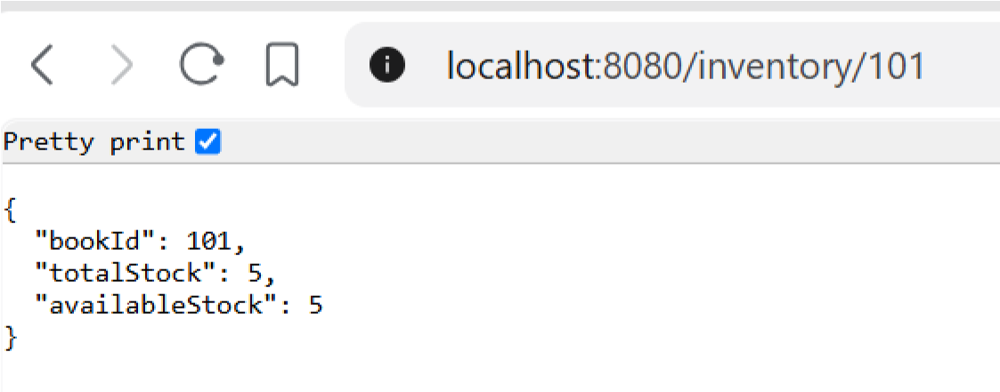 localhost:8080/inventory/101
Pretty print
{
"bookId": 101,
"totalStock": 5,
"availableStock": 5
}